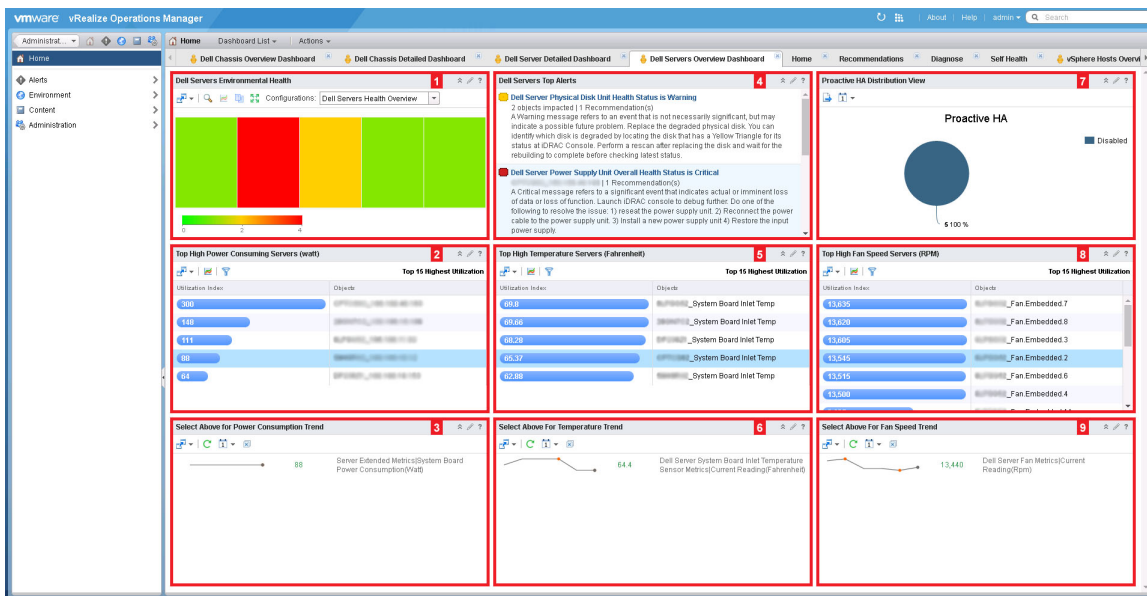 vmware vRealize Operations Manager
About Help admin Search
Administrat...
Home Dashboard List Actions
Home
Alerts
Environment
Content
Administration
Dell Chassis Overview Dashboard Dell Chassis Detailed Dashboard Dell Server Detailed Dashboard Dell Servers Overview Dashboard Home Recommendations Diagnose Self Health vSphere Hosts Overvi
Dell Servers Environmental Health 1
Configurations: Dell Servers Health Overview
0 2 4
Dell Servers Top Alerts 4
Dell Server Physical Disk Unit Health Status is Warning
2 objects impacted | 1 Recommendation(s)
A Warning message refers to an event that is not necessarily significant, but may
indicate a possible future problem. Replace the degraded physical disk. You can
identify which disk is degraded by locating the disk that has a Yellow Triangle for its
status at iDRAC Console. Perform a rescan after replacing the disk and wait for the
rebuilding to complete before checking latest status.
Dell Server Power Supply Unit Overall Health Status is Critical
| 1 Recommendation(s)
A Critical message refers to a significant event that indicates actual or imminent loss
of data or loss of function. Launch iDRAC console to debug further. Do one of the
following to resolve the issue: 1) reseat the power supply unit. 2) Reconnect the power
cable to the power supply unit. 3) Install a new power supply unit 4) Restore the input
power supply.
Proactive HA Distribution View 7
Proactive HA
Disabled
5 100 %
Top High Power Consuming Servers (watt) 2
Top 15 Highest Utilization
Utilization Index Objects
300
148
111
88
64
Top High Temperature Servers (Fahrenheit) 5
Top 15 Highest Utilization
Utilization Index Objects
69.8 _System Board Inlet Temp
69.66 _System Board Inlet Temp
68.28 _System Board Inlet Temp
65.37 _System Board Inlet Temp
62.88 _System Board Inlet Temp
Top High Fan Speed Servers (RPM) 8
Top 15 Highest Utilization
Utilization Index Objects
13,635 _Fan.Embedded.7
13,620 _Fan.Embedded.8
13,605 _Fan.Embedded.3
13,545 _Fan.Embedded.2
13,515 _Fan.Embedded.6
13,500 _Fan.Embedded.4
Select Above for Power Consumption Trend 3
88 Server Extended Metrics|System Board
Power Consumption(Watt)
Select Above For Temperature Trend 6
64.4 Dell Server System Board Inlet Temperature
Sensor Metrics|Current Reading(Fahrenheit)
Select Above For Fan Speed Trend 9
13,440 Dell Server Fan Metrics|Current
Reading(Rpm)